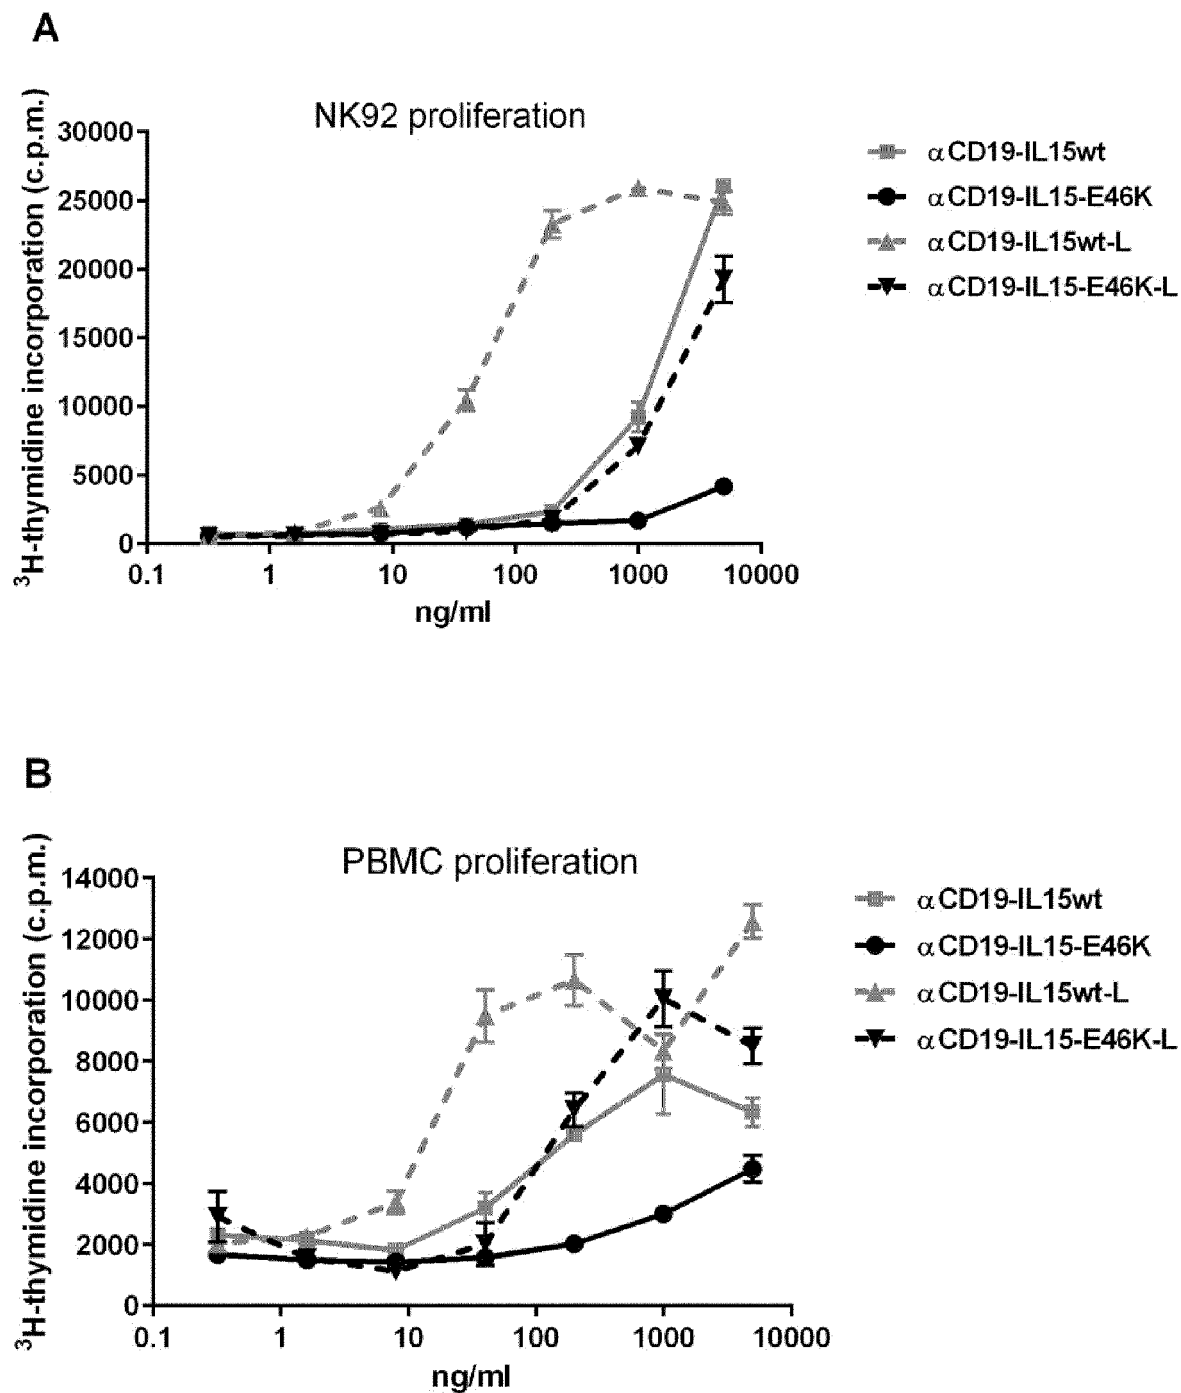 A
NK92 proliferation
³H-thymidine incorporation (c.p.m.)
30000
25000
20000
15000
10000
5000
0
0.1 1 10 100 1000 10000
ng/ml
αCD19-IL15wt
αCD19-IL15-E46K
αCD19-IL15wt-L
αCD19-IL15-E46K-L
B
PBMC proliferation
³H-thymidine incorporation (c.p.m.)
14000
12000
10000
8000
6000
4000
2000
0
0.1 1 10 100 1000 10000
ng/ml
αCD19-IL15wt
αCD19-IL15-E46K
αCD19-IL15wt-L
αCD19-IL15-E46K-L